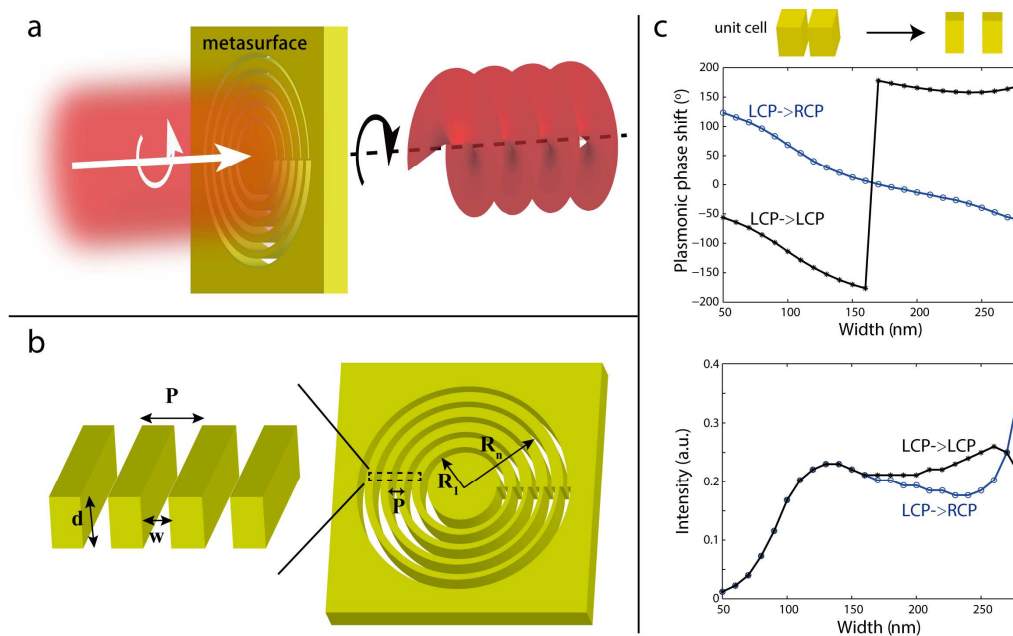 a
metasurface
b
P
d
w
R1
Rn
P
c
unit cell
Plasmonic phase shift (°)
200
150
100
50
0
-50
-100
-150
-200
LCP->RCP
LCP->LCP
50
100
150
200
250
Width (nm)
Intensity (a.u.)
0.4
0.3
0.2
0.1
0
LCP->LCP
LCP->RCP
50
100
150
200
250
Width (nm)